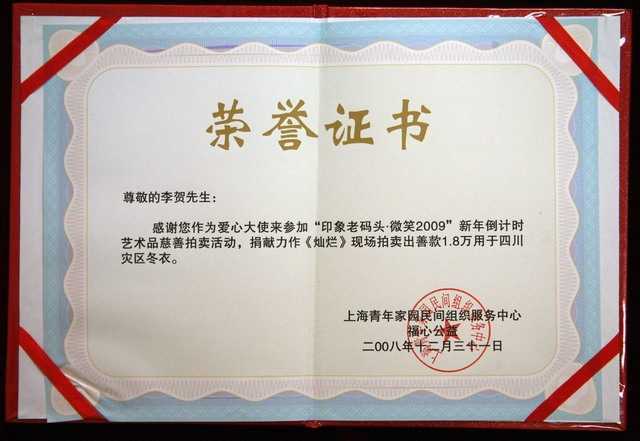 荣誉证书
尊敬的李贺先生：
感谢您作为爱心大使来参加“印象老码头·微笑2009”新年倒计时
艺术品慈善拍卖活动，捐献力作《灿烂》现场拍卖出善款1.8万用于四川
灾区冬衣。
上海青年家园民间组织服务中心
福心公益
二00八年十二月三十一日